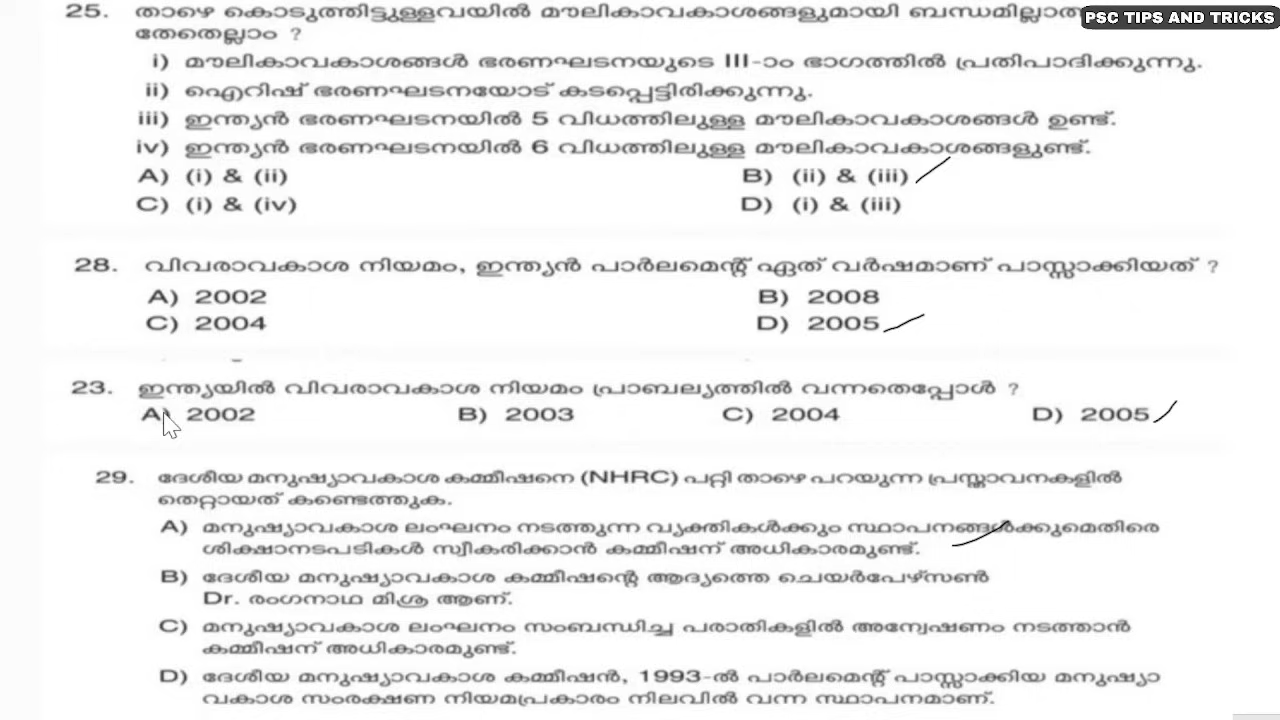 PSC TIPS AND TRICKS
25. താഴെ കൊടുത്തിട്ടുള്ളവയിൽ മൗലികാവകാശങ്ങളുമായി ബന്ധമില്ലാത്ത
തേതെല്ലാം ?
i) മൗലികാവകാശങ്ങൾ ഭരണഘടനയുടെ III-ാം ഭാഗത്തിൽ പ്രതിപാദിക്കുന്നു.
ii) ഐറിഷ് ഭരണഘടനയോട് കടപ്പെട്ടിരിക്കുന്നു.
iii) ഇന്ത്യൻ ഭരണഘടനയിൽ 5 വിധത്തിലുള്ള മൗലികാവകാശങ്ങൾ ഉണ്ട്.
iv) ഇന്ത്യൻ ഭരണഘടനയിൽ 6 വിധത്തിലുള്ള മൗലികാവകാശങ്ങളുണ്ട്.
A) (i) & (ii) B) (ii) & (iii)
C) (i) & (iv) D) (i) & (iii)
28. വിവരാവകാശ നിയമം, ഇന്ത്യൻ പാർലമെന്റ് ഏത് വർഷമാണ് പാസ്സാക്കിയത് ?
A) 2002 B) 2008
C) 2004 D) 2005
23. ഇന്ത്യയിൽ വിവരാവകാശ നിയമം പ്രാബല്യത്തിൽ വന്നതെപ്പോൾ ?
A) 2002 B) 2003 C) 2004 D) 2005
29. ദേശീയ മനുഷ്യാവകാശ കമ്മീഷനെ (NHRC) പറ്റി താഴെ പറയുന്ന പ്രസ്താവനകളിൽ
തെറ്റായത് കണ്ടെത്തുക.
A) മനുഷ്യാവകാശ ലംഘനം നടത്തുന്ന വ്യക്തികൾക്കും സ്ഥാപനങ്ങൾക്കുമെതിരെ
ശിക്ഷാനടപടികൾ സ്വീകരിക്കാൻ കമ്മീഷന് അധികാരമുണ്ട്.
B) ദേശീയ മനുഷ്യാവകാശ കമ്മീഷന്റെ ആദ്യത്തെ ചെയർപേഴ്സൺ
Dr. രംഗനാഥ മിശ്ര ആണ്.
C) മനുഷ്യാവകാശ ലംഘനം സംബന്ധിച്ച പരാതികളിൽ അന്വേഷണം നടത്താൻ
കമ്മീഷന് അധികാരമുണ്ട്.
D) ദേശീയ മനുഷ്യാവകാശ കമ്മീഷൻ, 1993-ൽ പാർലമെന്റ് പാസ്സാക്കിയ മനുഷ്യാ
വകാശ സംരക്ഷണ നിയമപ്രകാരം നിലവിൽ വന്ന സ്ഥാപനമാണ്.